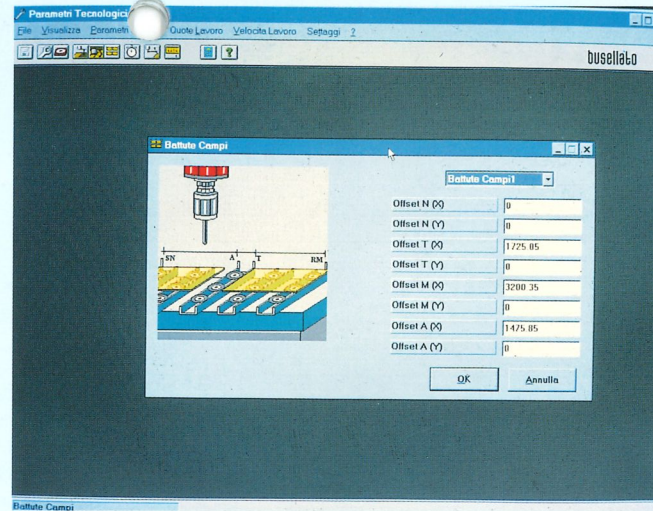 Parametri Tecnologici
File Visualizza Parametri Quote Lavoro Velocita Lavoro Settaggi ?
busellato
Battute Campi
Battute Campi1
SN A T RM
Offset N (X) 0
Offset N (Y) 0
Offset T (X) 1725.05
Offset T (Y) 0
Offset M (X) 3200.35
Offset M (Y) 0
Offset A (X) 1475.05
Offset A (Y) 0
OK Annulla
Battute Campi